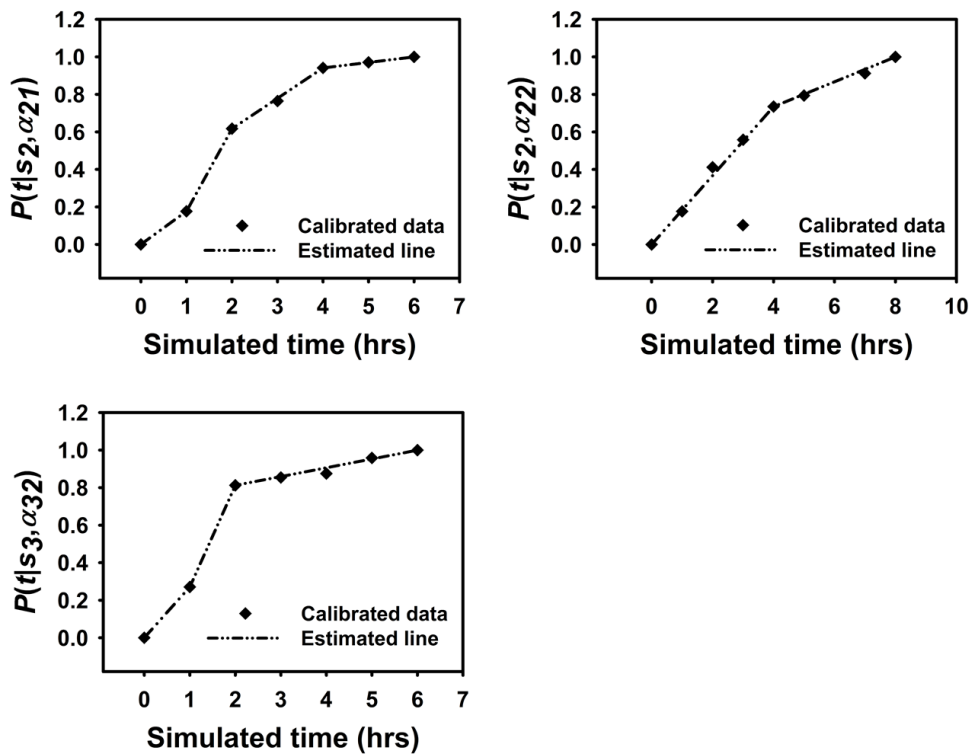 P(t|s2,α21)
1.2
1.0
0.8
0.6
0.4
0.2
0.0
Calibrated data
Estimated line
0 1 2 3 4 5 6 7
Simulated time (hrs)
P(t|s2,α22)
1.2
1.0
0.8
0.6
0.4
0.2
0.0
Calibrated data
Estimated line
0 2 4 6 8 10
Simulated time (hrs)
P(t|s3,α32)
1.2
1.0
0.8
0.6
0.4
0.2
0.0
Calibrated data
Estimated line
0 1 2 3 4 5 6 7
Simulated time (hrs)